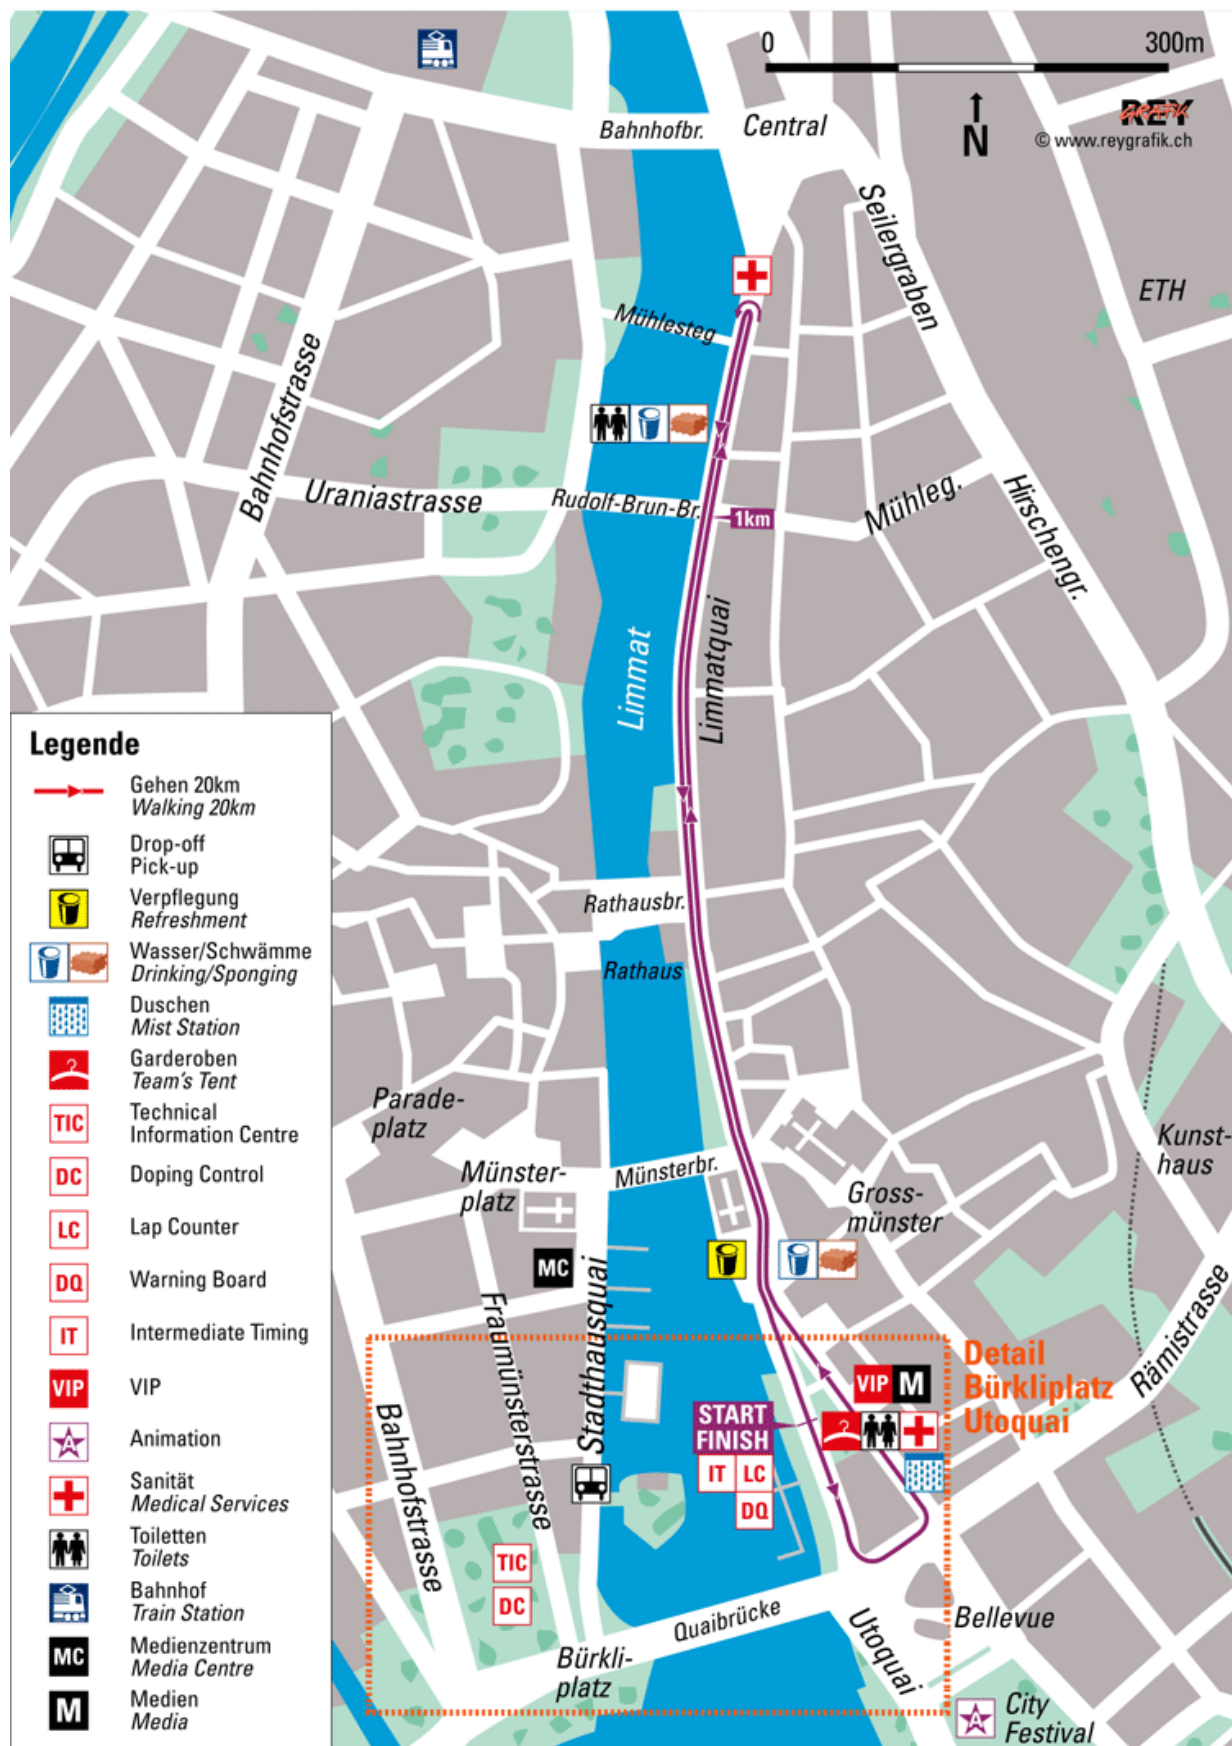 0
300m
REY
GRAFIK
© www.reygrafik.ch
N
Bahnhofbr.
Central
Seilergraben
ETH
Mühlesteg
Bahnhofstrasse
Uraniastrasse
Rudolf-Brun-Br.
1km
Mühleg.
Hirschengr.
Limmat
Limmatquai
Rathausbr.
Rathaus
Parade-
platz
Münster-
platz
Münsterbr.
Gross-
münster
Kunst-
haus
MC
Stadthausquai
Fraumünsterstrasse
Bahnhofstrasse
Rämistrasse
Detail
Bürkliplatz
Utoquai
VIP
M
START
FINISH
IT
LC
DQ
TIC
DC
Quaibrücke
Bürkli-
platz
Utoquai
Bellevue
A
City
Festival
Legende
Gehen 20km
Walking 20km
Drop-off
Pick-up
Verpflegung
Refreshment
Wasser/Schwämme
Drinking/Sponging
Duschen
Mist Station
Garderoben
Team's Tent
TIC
Technical
Information Centre
DC
Doping Control
LC
Lap Counter
DQ
Warning Board
IT
Intermediate Timing
VIP
VIP
A
Animation
Sanität
Medical Services
Toiletten
Toilets
Bahnhof
Train Station
MC
Medienzentrum
Media Centre
M
Medien
Media